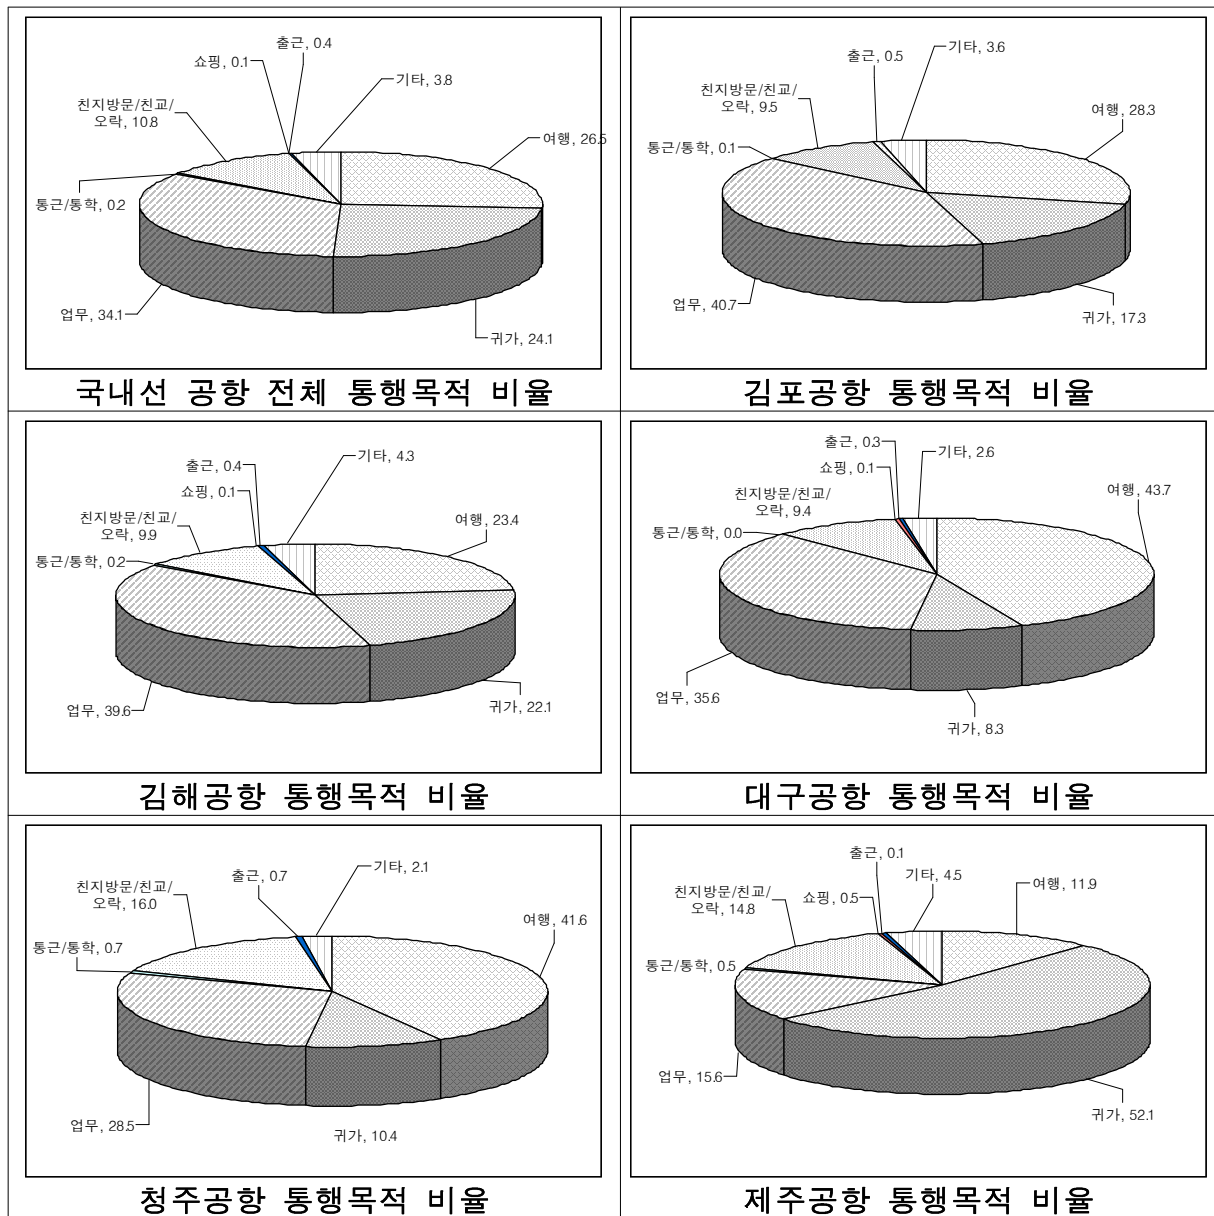 출근, 0.4
쇼핑, 0.1
기타, 3.8
친지방문/친교/
오락, 10.8
여행, 26.5
통근/통학, 0.2
업무, 34.1
귀가, 24.1
국내선 공항 전체 통행목적 비율
기타, 3.6
출근, 0.5
친지방문/친교/
오락, 9.5
여행, 28.3
통근/통학, 0.1
업무, 40.7
귀가, 17.3
김포공항 통행목적 비율
기타, 4.3
출근, 0.4
쇼핑, 0.1
친지방문/친교/
오락, 9.9
여행, 23.4
통근/통학, 0.2
업무, 39.6
귀가, 22.1
김해공항 통행목적 비율
출근, 0.3
기타, 2.6
쇼핑, 0.1
친지방문/친교/
오락, 9.4
여행, 43.7
통근/통학, 0.0
업무, 35.6
귀가, 8.3
대구공항 통행목적 비율
기타, 2.1
출근, 0.7
친지방문/친교/
오락, 16.0
여행, 41.6
통근/통학, 0.7
업무, 28.5
귀가, 10.4
청주공항 통행목적 비율
출근, 0.1
기타, 4.5
여행, 11.9
친지방문/친교/
오락, 14.8
쇼핑, 0.5
통근/통학, 0.5
업무, 15.6
귀가, 52.1
제주공항 통행목적 비율